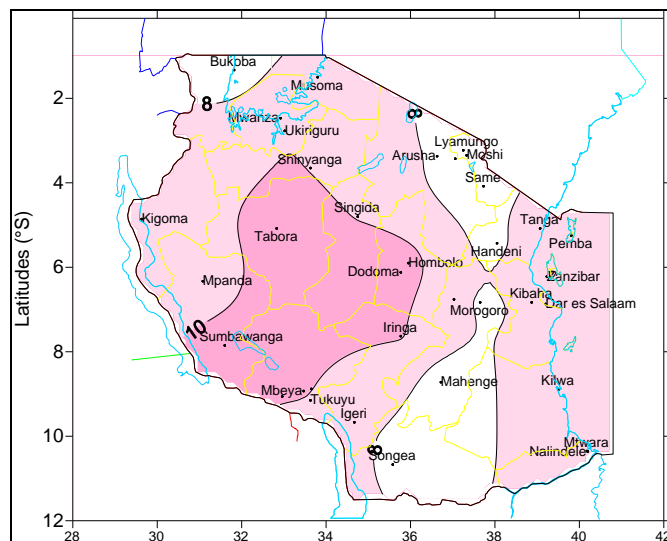 Bukoba
Musoma
8
8
2
Mwanza
Ukiriguru
Lyamungo
Arusha
Moshi
Shinyanga
Same
4
Singida
Kigoma
Tanga
Tabora
Pemba
Handeni
Hombolo
Dodoma
6
Mpanda
Zanzibar
Kibaha
Dar es Salaam
Morogoro
10
Iringa
Sumbawanga
8
Mbeya
Mahenge
Kilwa
Tukuyu
Igeri
10
8
Songea
Mtwara
Nalindele
12
28 30 32 34 36 38 40 42
Latitudes (°S)